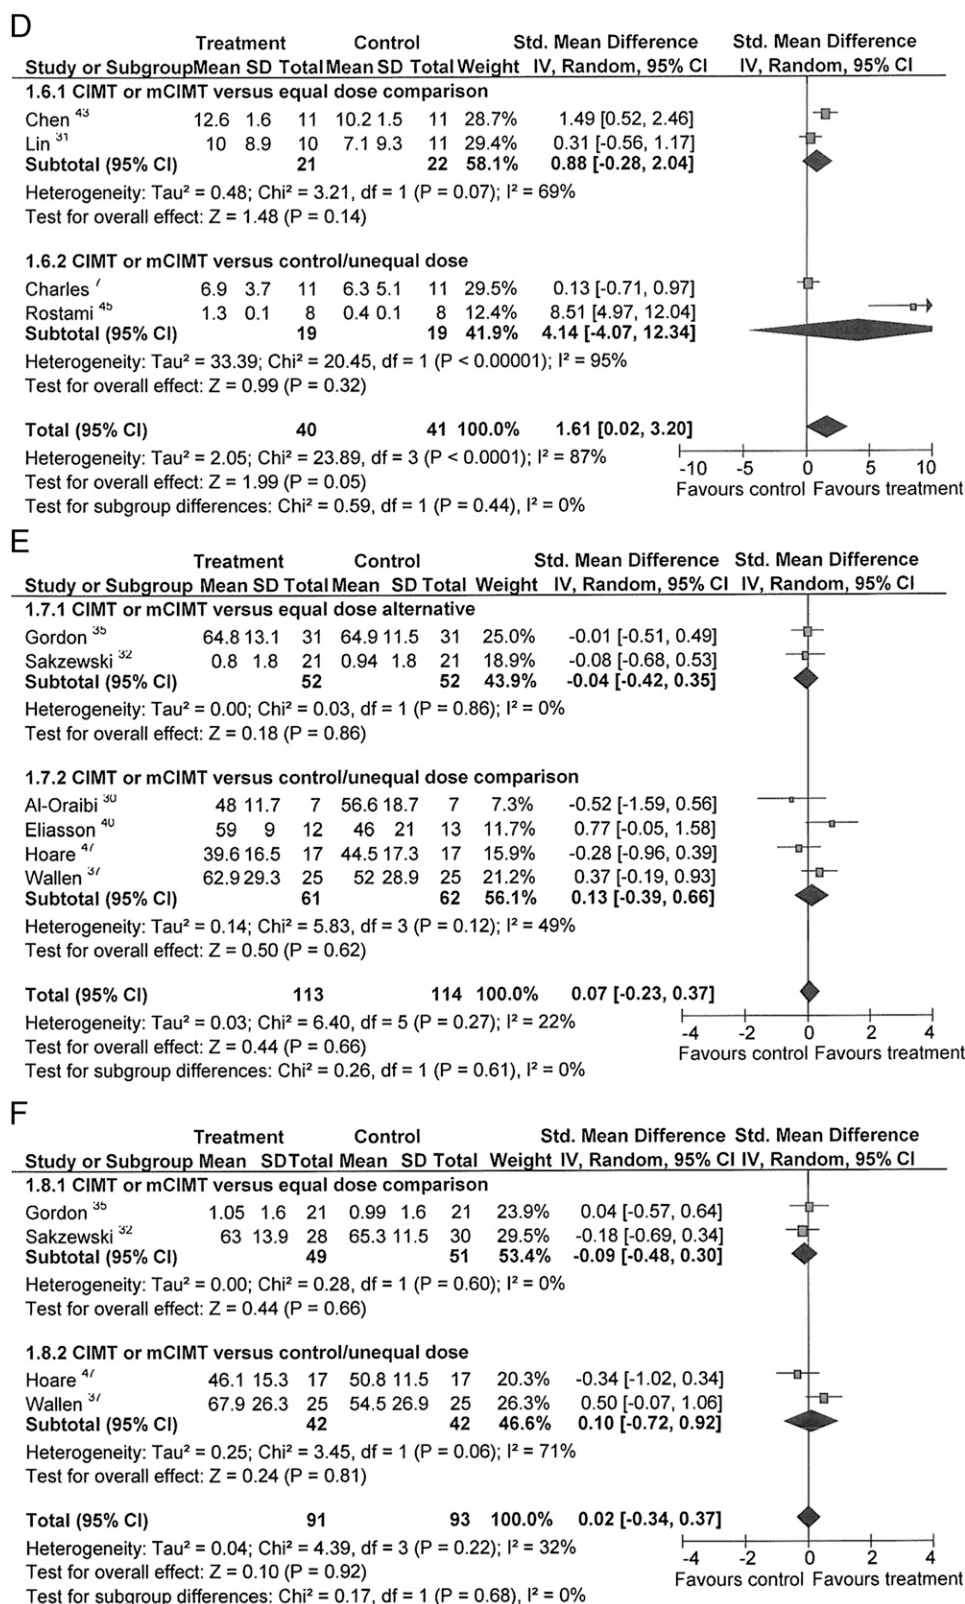 D
Treatment Control Std. Mean Difference Std. Mean Difference
Study or Subgroup Mean SD Total Mean SD Total Weight IV, Random, 95% CI IV, Random, 95% CI
1.6.1 CIMT or mCIMT versus equal dose comparison
Chen 43 12.6 1.6 11 10.2 1.5 11 28.7% 1.49 [0.52, 2.46]
Lin 31 10 8.9 10 7.1 9.3 11 29.4% 0.31 [-0.56, 1.17]
Subtotal (95% CI) 21 22 58.1% 0.88 [-0.28, 2.04]
Heterogeneity: Tau² = 0.48; Chi² = 3.21, df = 1 (P = 0.07); I² = 69%
Test for overall effect: Z = 1.48 (P = 0.14)
1.6.2 CIMT or mCIMT versus control/unequal dose
Charles 7 6.9 3.7 11 6.3 5.1 11 29.5% 0.13 [-0.71, 0.97]
Rostami 45 1.3 0.1 8 0.4 0.1 8 12.4% 8.51 [4.97, 12.04]
Subtotal (95% CI) 19 19 41.9% 4.14 [-4.07, 12.34]
Heterogeneity: Tau² = 33.39; Chi² = 20.45, df = 1 (P < 0.00001); I² = 95%
Test for overall effect: Z = 0.99 (P = 0.32)
Total (95% CI) 40 41 100.0% 1.61 [0.02, 3.20]
Heterogeneity: Tau² = 2.05; Chi² = 23.89, df = 3 (P < 0.0001); I² = 87%
Test for overall effect: Z = 1.99 (P = 0.05)
Test for subgroup differences: Chi² = 0.59, df = 1 (P = 0.44), I² = 0%
-10 -5 0 5 10
Favours control Favours treatment
E
Treatment Control Std. Mean Difference Std. Mean Difference
Study or Subgroup Mean SD Total Mean SD Total Weight IV, Random, 95% CI IV, Random, 95% CI
1.7.1 CIMT or mCIMT versus equal dose alternative
Gordon 35 64.8 13.1 31 64.9 11.5 31 25.0% -0.01 [-0.51, 0.49]
Sakzewski 32 0.8 1.8 21 0.94 1.8 21 18.9% -0.08 [-0.68, 0.53]
Subtotal (95% CI) 52 52 43.9% -0.04 [-0.42, 0.35]
Heterogeneity: Tau² = 0.00; Chi² = 0.03, df = 1 (P = 0.86); I² = 0%
Test for overall effect: Z = 0.18 (P = 0.86)
1.7.2 CIMT or mCIMT versus control/unequal dose comparison
Al-Oraibi 30 48 11.7 7 56.6 18.7 7 7.3% -0.52 [-1.59, 0.56]
Eliasson 40 59 9 12 46 21 13 11.7% 0.77 [-0.05, 1.58]
Hoare 47 39.6 16.5 17 44.5 17.3 17 15.9% -0.28 [-0.96, 0.39]
Wallen 37 62.9 29.3 25 52 28.9 25 21.2% 0.37 [-0.19, 0.93]
Subtotal (95% CI) 61 62 56.1% 0.13 [-0.39, 0.66]
Heterogeneity: Tau² = 0.14; Chi² = 5.83, df = 3 (P = 0.12); I² = 49%
Test for overall effect: Z = 0.50 (P = 0.62)
Total (95% CI) 113 114 100.0% 0.07 [-0.23, 0.37]
Heterogeneity: Tau² = 0.03; Chi² = 6.40, df = 5 (P = 0.27); I² = 22%
Test for overall effect: Z = 0.44 (P = 0.66)
Test for subgroup differences: Chi² = 0.26, df = 1 (P = 0.61), I² = 0%
-4 -2 0 2 4
Favours control Favours treatment
F
Treatment Control Std. Mean Difference Std. Mean Difference
Study or Subgroup Mean SD Total Mean SD Total Weight IV, Random, 95% CI IV, Random, 95% CI
1.8.1 CIMT or mCIMT versus equal dose comparison
Gordon 35 1.05 1.6 21 0.99 1.6 21 23.9% 0.04 [-0.57, 0.64]
Sakzewski 32 63 13.9 28 65.3 11.5 30 29.5% -0.18 [-0.69, 0.34]
Subtotal (95% CI) 49 51 53.4% -0.09 [-0.48, 0.30]
Heterogeneity: Tau² = 0.00; Chi² = 0.28, df = 1 (P = 0.60); I² = 0%
Test for overall effect: Z = 0.44 (P = 0.66)
1.8.2 CIMT or mCIMT versus control/unequal dose
Hoare 47 46.1 15.3 17 50.8 11.5 17 20.3% -0.34 [-1.02, 0.34]
Wallen 37 67.9 26.3 25 54.5 26.9 25 26.3% 0.50 [-0.07, 1.06]
Subtotal (95% CI) 42 42 46.6% 0.10 [-0.72, 0.92]
Heterogeneity: Tau² = 0.25; Chi² = 3.45, df = 1 (P = 0.06); I² = 71%
Test for overall effect: Z = 0.24 (P = 0.81)
Total (95% CI) 91 93 100.0% 0.02 [-0.34, 0.37]
Heterogeneity: Tau² = 0.04; Chi² = 4.39, df = 3 (P = 0.22); I² = 32%
Test for overall effect: Z = 0.10 (P = 0.92)
Test for subgroup differences: Chi² = 0.17, df = 1 (P = 0.68), I² = 0%
-4 -2 0 2 4
Favours control Favours treatment